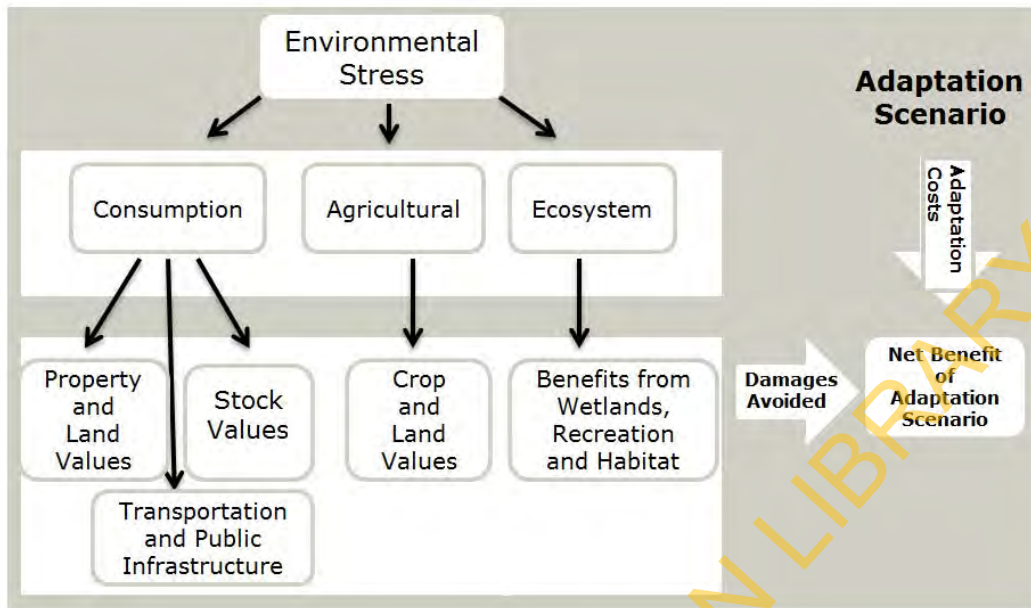 Environmental
Stress
Adaptation
Scenario
Adaptation
Costs
Consumption
Agricultural
Ecosystem
Property
and
Land
Values
Stock
Values
Crop
and
Land
Values
Benefits from
Wetlands,
Recreation
and Habitat
Transportation
and Public
Infrastructure
Damages
Avoided
Net Benefit
of
Adaptation
Scenario
N LIBRARY